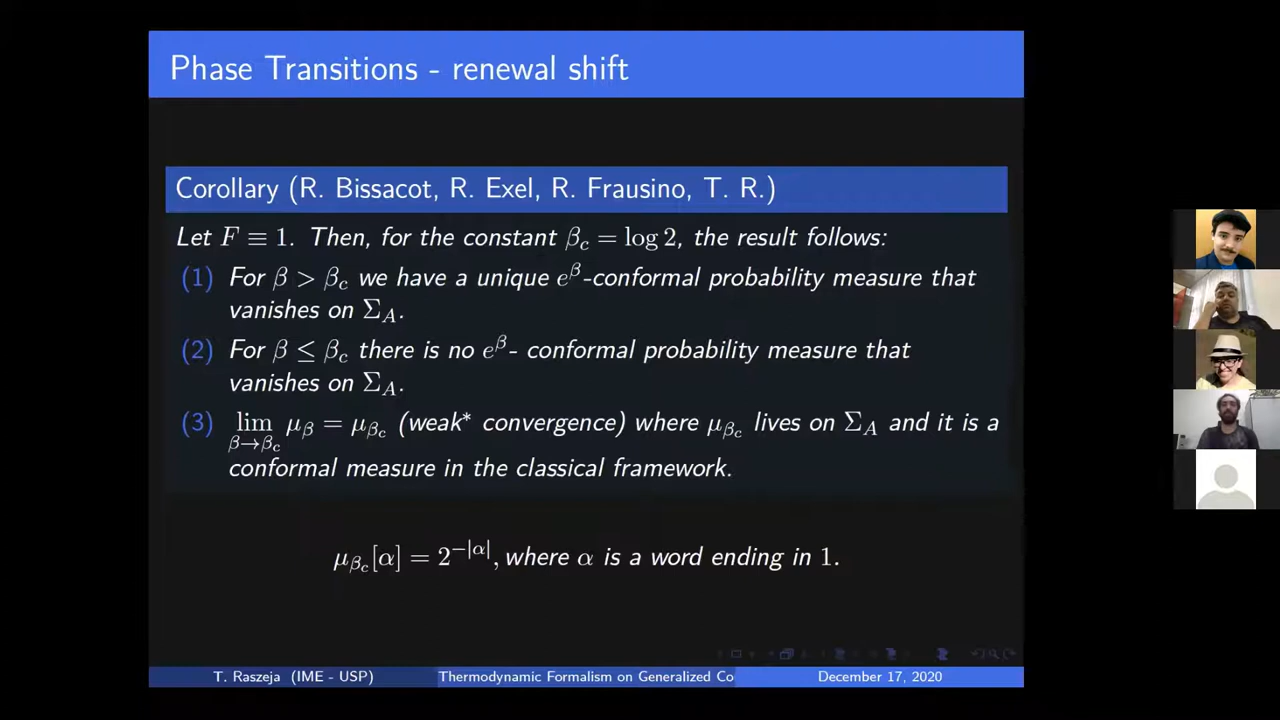 Phase Transitions - renewal shift
Corollary (R. Bissacot, R. Exel, R. Frausino, T. R.)
Let F ≡ 1. Then, for the constant β_c = log 2, the result follows:
(1) For β > β_c we have a unique e^β-conformal probability measure that
vanishes on Σ_A.
(2) For β ≤ β_c there is no e^β- conformal probability measure that
vanishes on Σ_A.
(3) lim_{β→β_c} μ_β = μ_{β_c} (weak* convergence) where μ_{β_c} lives on Σ_A and it is a
conformal measure in the classical framework.
μ_{β_c}[α] = 2^{-|α|}, where α is a word ending in 1.
T. Raszeja (IME - USP) Thermodynamic Formalism on Generalized Co December 17, 2020